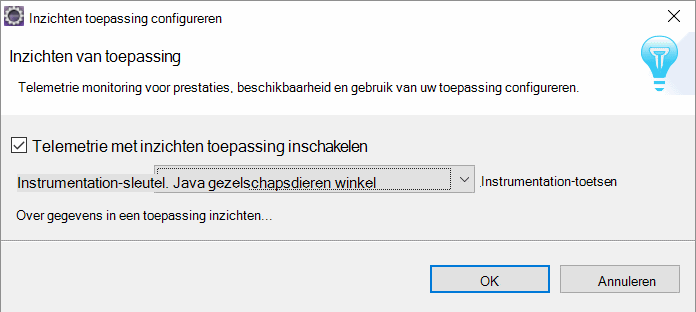 Inzichten toepassing configureren
Inzichten van toepassing
Telemetrie monitoring voor prestaties, beschikbaarheid en gebruik van uw toepassing configureren.
Telemetrie met inzichten toepassing inschakelen
Instrumentation-sleutel. Java gezelschapsdieren winkel Instrumentation-toetsen
Over gegevens in een toepassing inzichten...
OK Annuleren